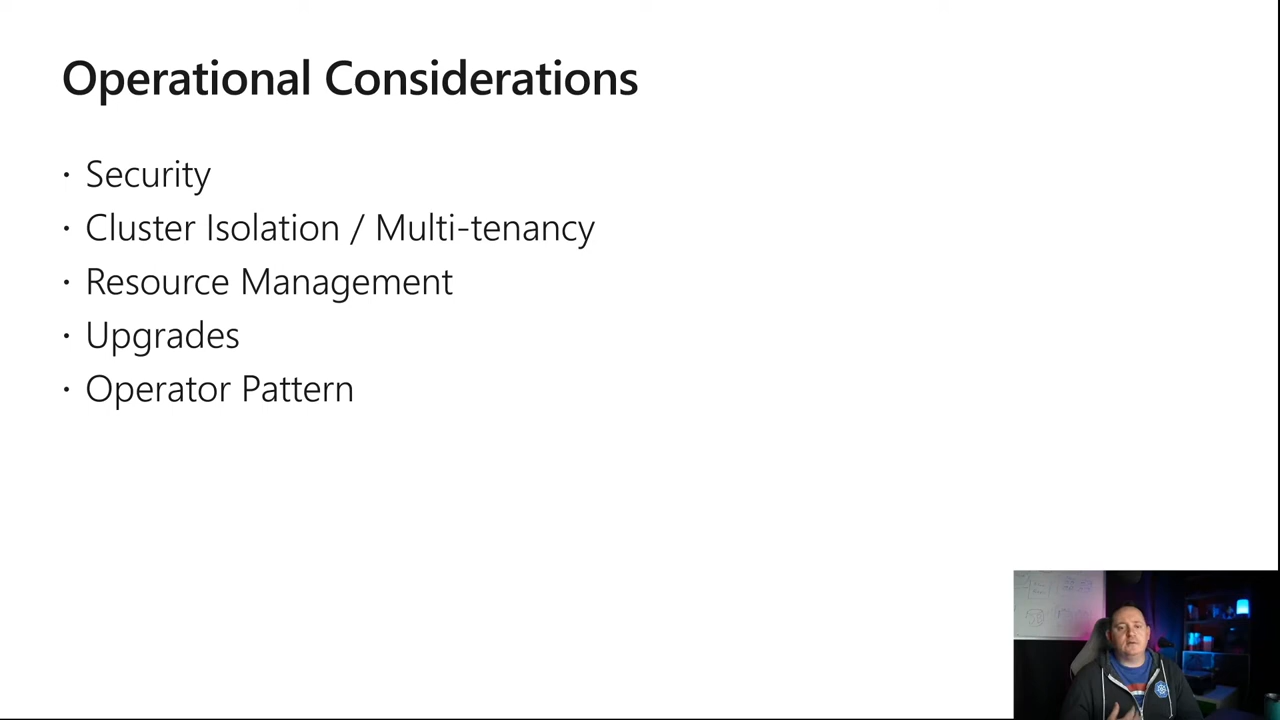 Operational Considerations
· Security
· Cluster Isolation / Multi-tenancy
· Resource Management
· Upgrades
· Operator Pattern